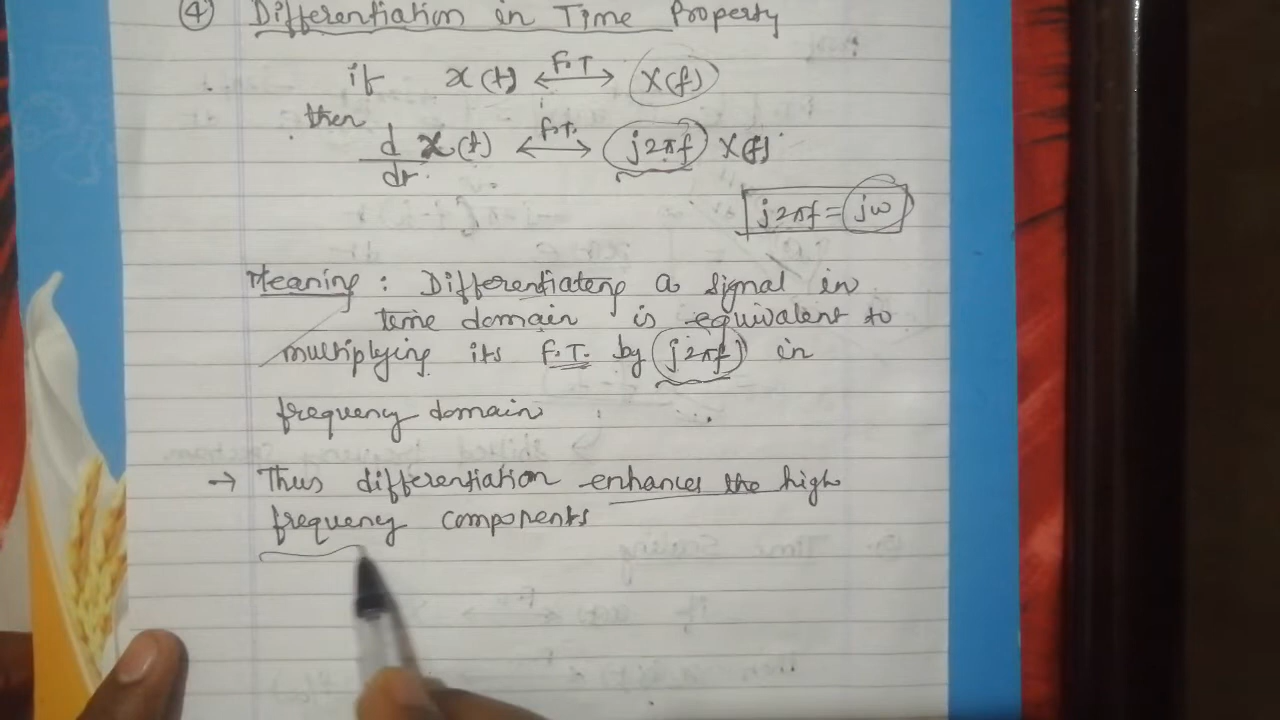 ④ Differentiation in Time Property
if x(t) F.T. ⟷ X(f)
then
d/dt x(t) F.T. ⟷ j2πf X(f)
j2πf = jω
Meaning : Differentiating a signal in
time domain is equivalent to
multiplying its F.T. by (j2πf) in
frequency domain
→ Thus differentiation enhances the high
frequency components